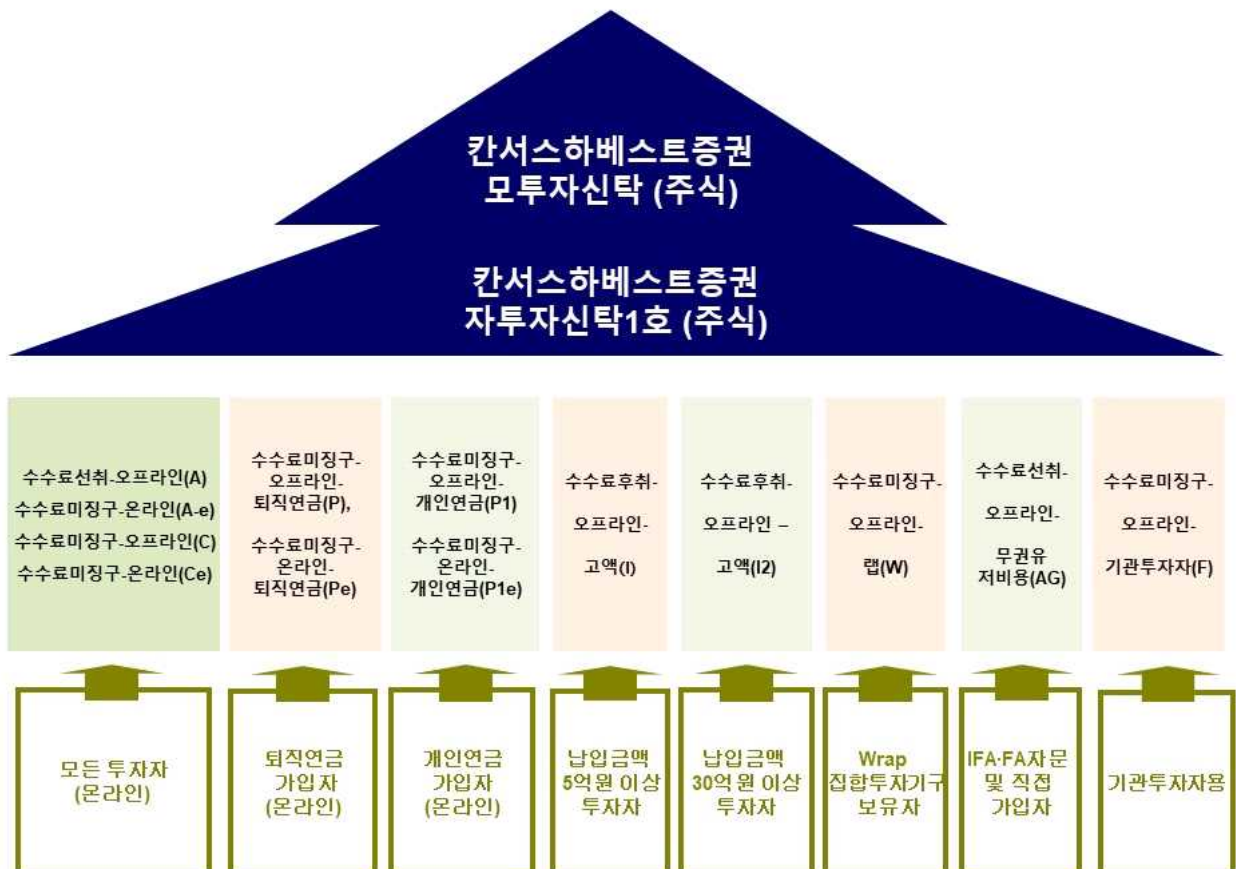 칸서스하베스트증권
모투자신탁 (주식)
칸서스하베스트증권
자투자신탁1호 (주식)
수수료선취-오프라인(A)
수수료미징구-온라인(A-e)
수수료미징구-오프라인(C)
수수료미징구-온라인(Ce)
수수료미징구-
오프라인-
퇴직연금(P),
수수료미징구-
온라인-
퇴직연금(Pe)
수수료미징구-
오프라인-
개인연금(P1)
수수료미징구-
온라인-
개인연금(P1e)
수수료후취-
오프라인-
고액(I)
수수료후취-
오프라인 –
고액(I2)
수수료미징구-
오프라인-
랩(W)
수수료선취-
오프라인-
무권유
저비용(AG)
수수료미징구-
오프라인-
기관투자자(F)
모든 투자자
(온라인)
퇴직연금
가입자
(온라인)
개인연금
가입자
(온라인)
납입금맥
5억원 이상
투자자
납입금맥
30억원 이상
투자자
Wrap
집합투자기구
보유자
IFA·FA자문
및 직접
가입자
기관투자자용